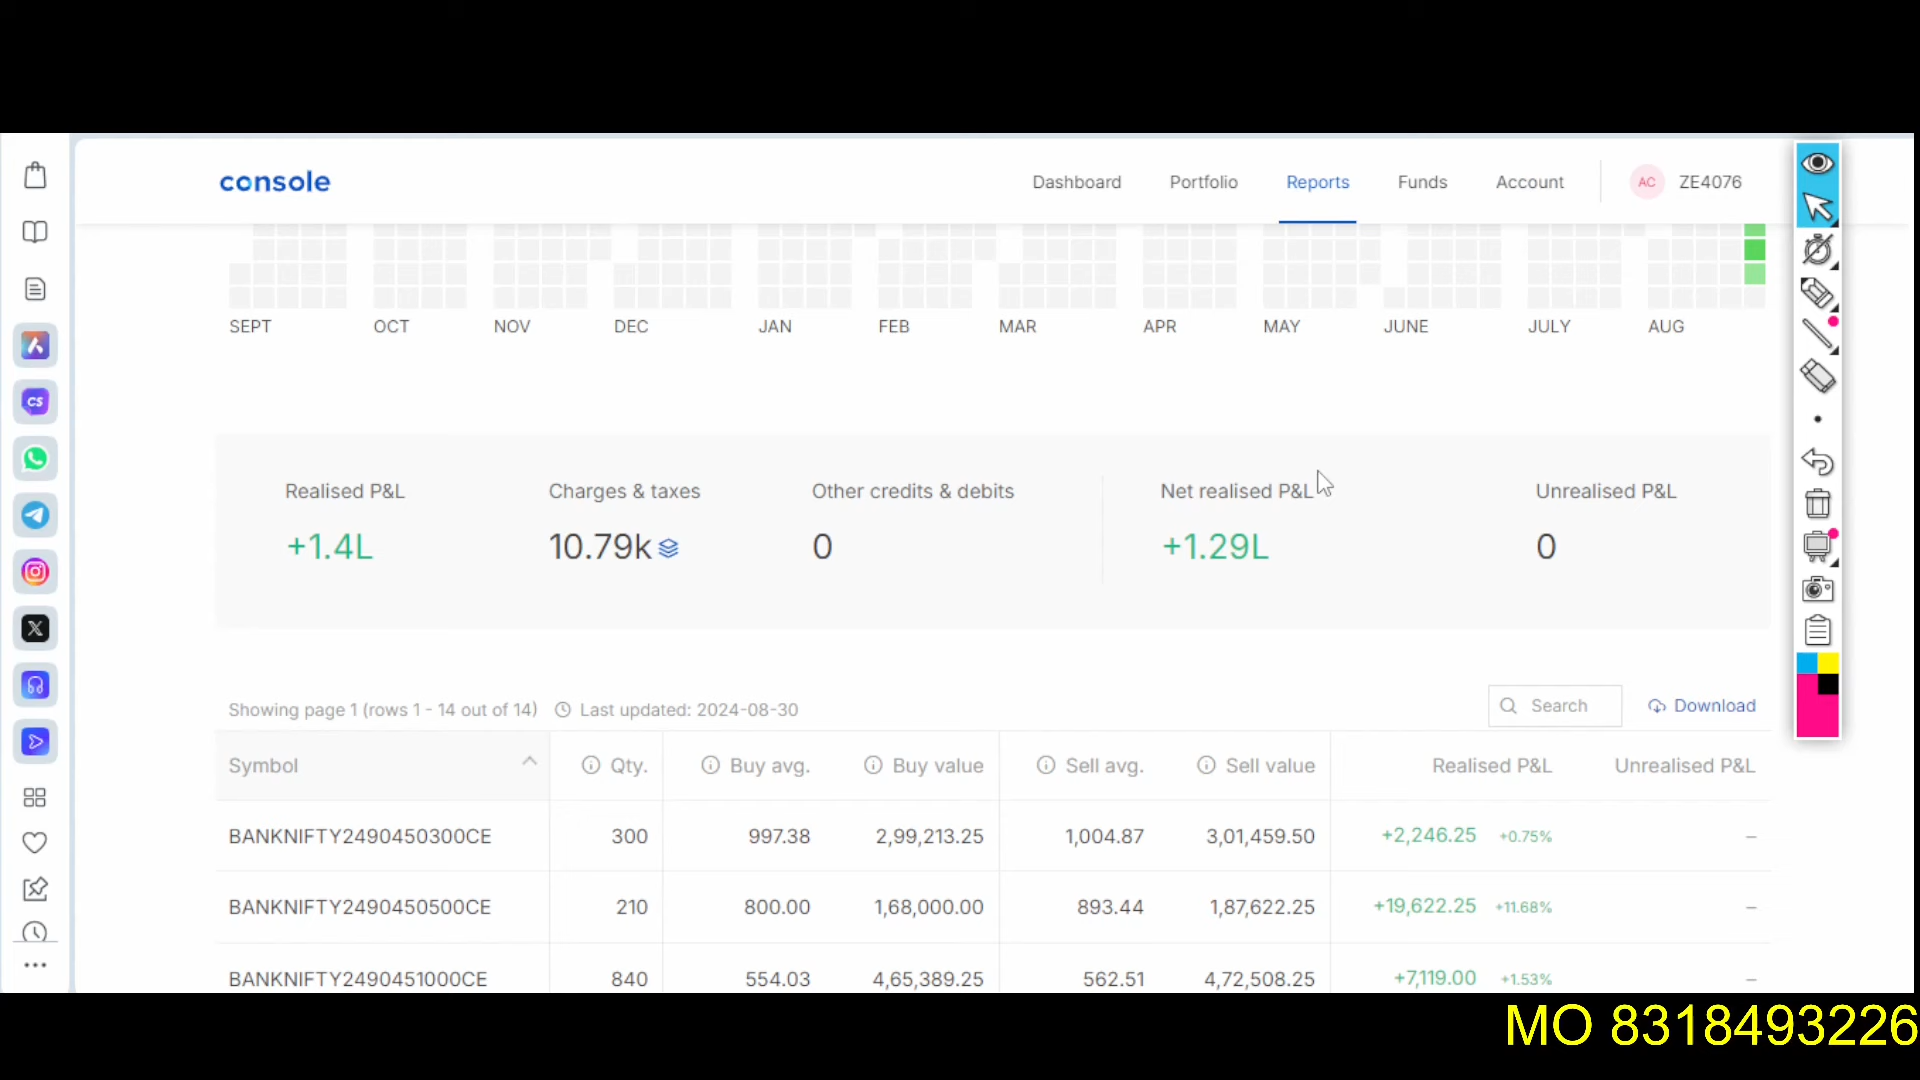 console Dashboard Portfolio Reports Funds Account AC ZE4076
SEPT OCT NOV DEC JAN FEB MAR APR MAY JUNE JULY AUG
Realised P&L Charges & taxes Other credits & debits Net realised P&L Unrealised P&L
+1.4L 10.79k 0 +1.29L 0
Showing page 1 (rows 1 - 14 out of 14) Last updated: 2024-08-30 Search Download
Symbol Qty. Buy avg. Buy value Sell avg. Sell value Realised P&L Unrealised P&L
BANKNIFTY2490450300CE 300 997.38 2,99,213.25 1,004.87 3,01,459.50 +2,246.25 +0.75% –
BANKNIFTY2490450500CE 210 800.00 1,68,000.00 893.44 1,87,622.25 +19,622.25 +11.68% –
BANKNIFTY2490451000CE 840 554.03 4,65,389.25 562.51 4,72,508.25 +7,119.00 +1.53% –
CS
MO 8318493226